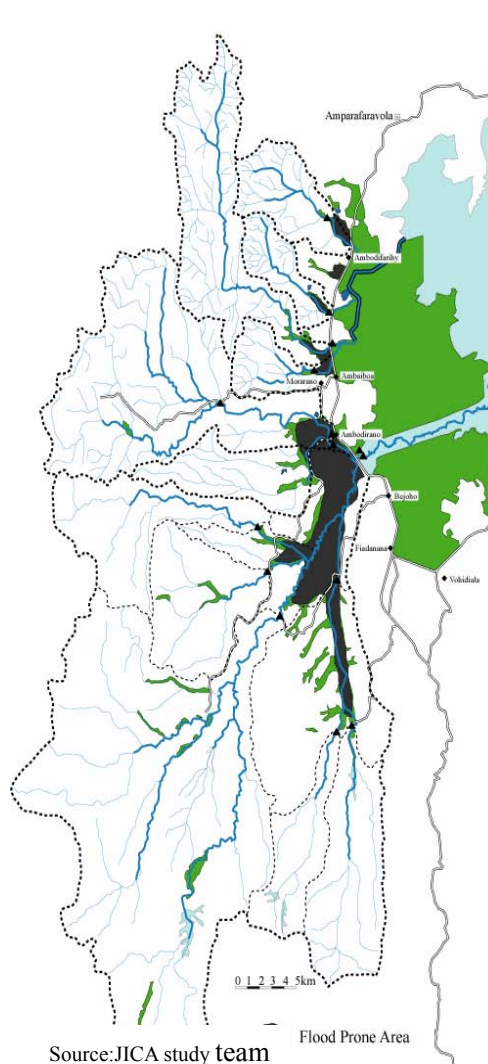 Amparafaravola
Ambodifarihy
Morarano
Ambuiboa
Ambodirano
Bejoho
Fiadanana
Vohidiala
0 1 2 3 4 5km
Flood Prone Area
Source:JICA study team